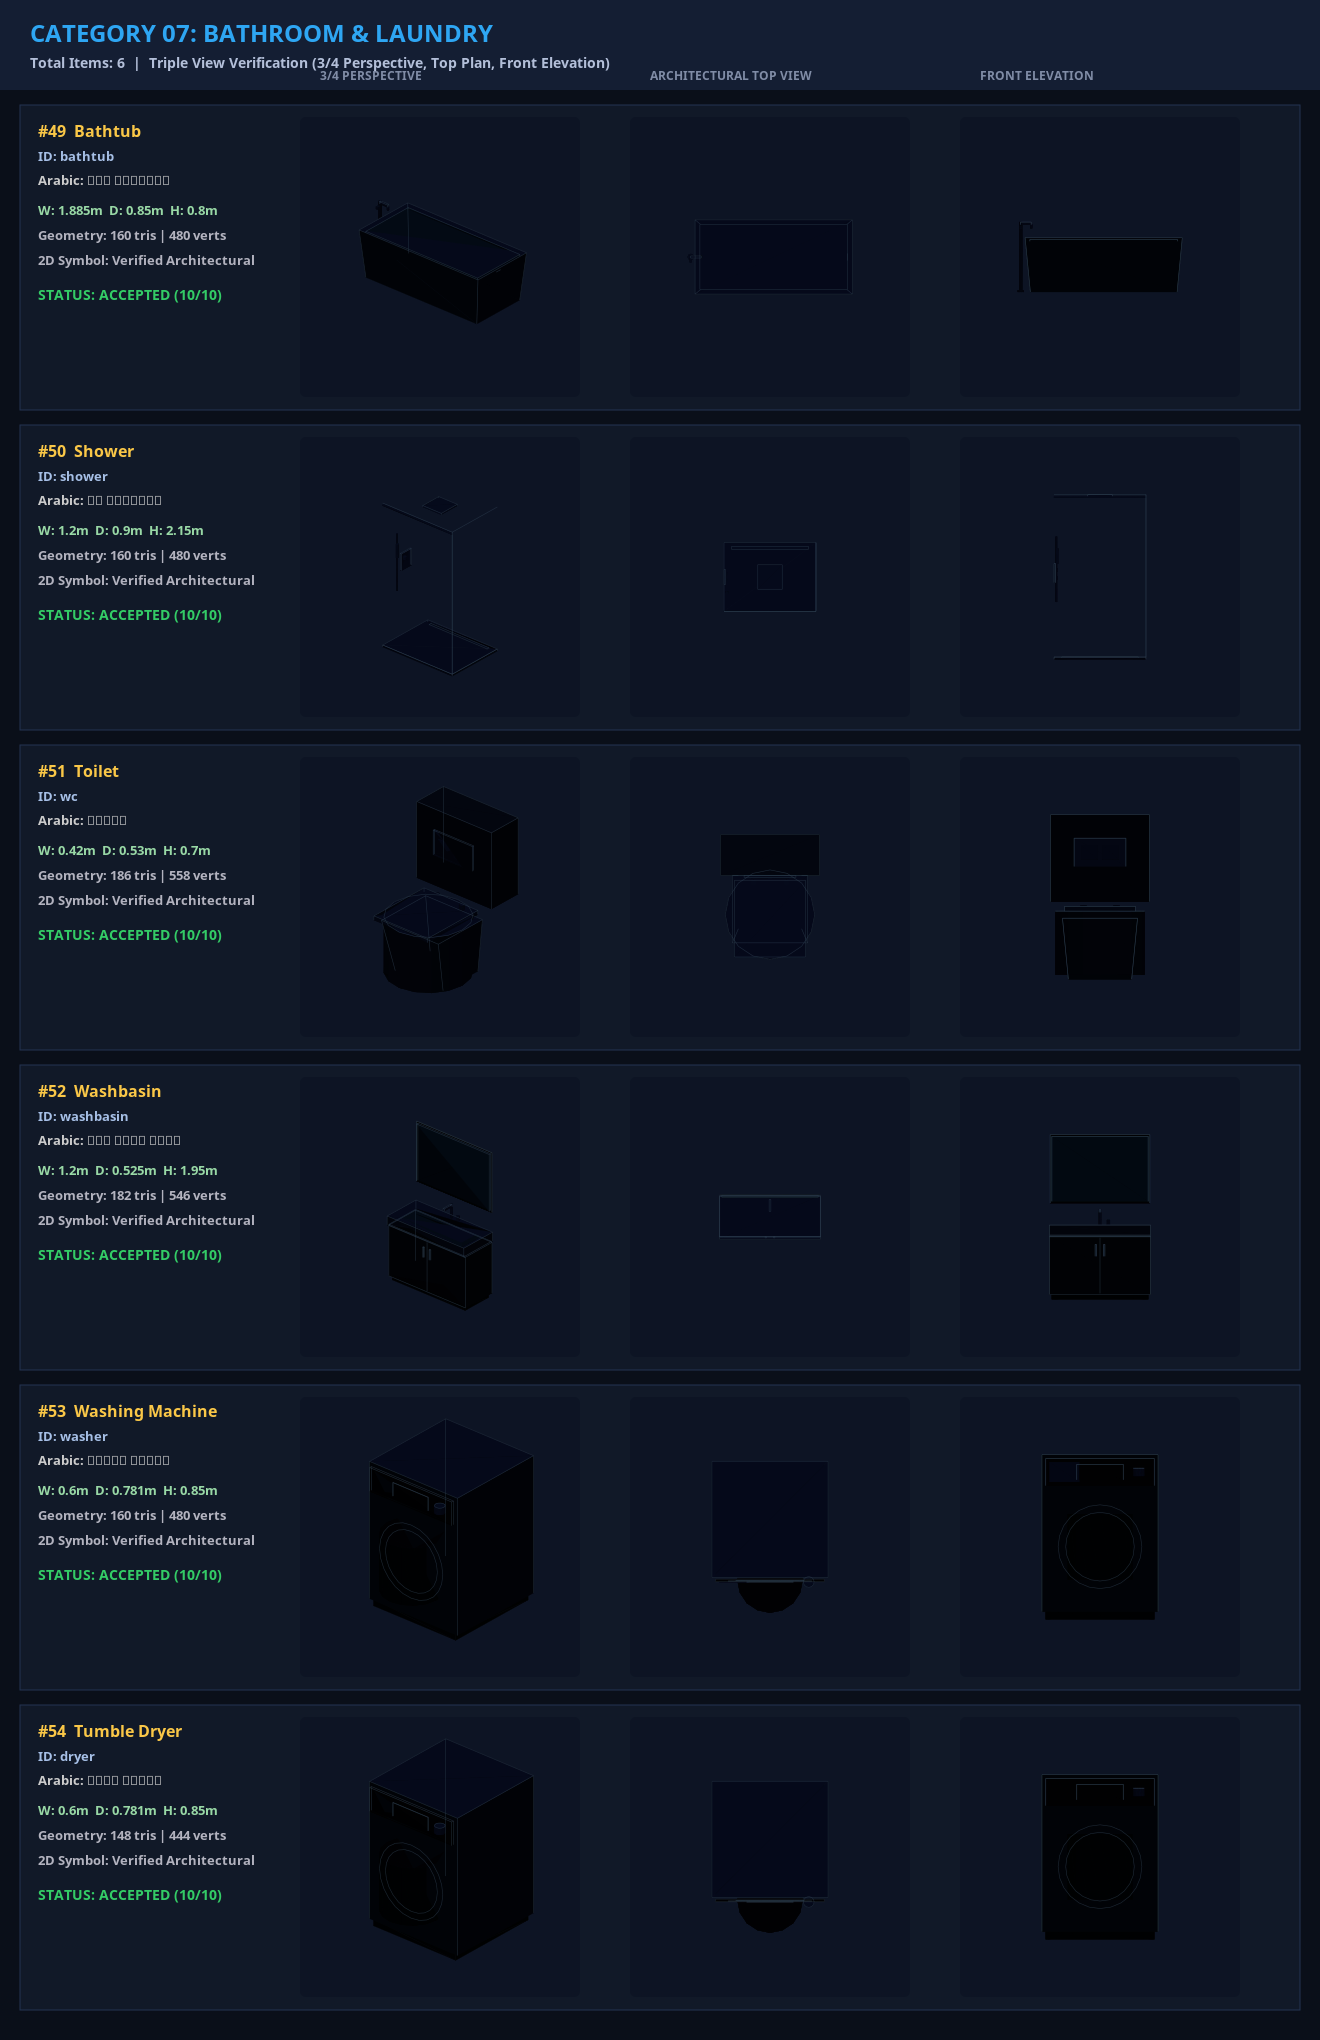 CATEGORY 07: BATHROOM & LAUNDRY
Total Items: 6 | Triple View Verification (3/4 Perspective, Top Plan, Front Elevation)
3/4 PERSPECTIVE ARCHITECTURAL TOP VIEW FRONT ELEVATION
#49 Bathtub
ID: bathtub
Arabic:
W: 1.885m D: 0.85m H: 0.8m
Geometry: 160 tris | 480 verts
2D Symbol: Verified Architectural
STATUS: ACCEPTED (10/10)
#50 Shower
ID: shower
Arabic:
W: 1.2m D: 0.9m H: 2.15m
Geometry: 160 tris | 480 verts
2D Symbol: Verified Architectural
STATUS: ACCEPTED (10/10)
#51 Toilet
ID: wc
Arabic:
W: 0.42m D: 0.53m H: 0.7m
Geometry: 186 tris | 558 verts
2D Symbol: Verified Architectural
STATUS: ACCEPTED (10/10)
#52 Washbasin
ID: washbasin
Arabic:
W: 1.2m D: 0.525m H: 1.95m
Geometry: 182 tris | 546 verts
2D Symbol: Verified Architectural
STATUS: ACCEPTED (10/10)
#53 Washing Machine
ID: washer
Arabic:
W: 0.6m D: 0.781m H: 0.85m
Geometry: 160 tris | 480 verts
2D Symbol: Verified Architectural
STATUS: ACCEPTED (10/10)
#54 Tumble Dryer
ID: dryer
Arabic:
W: 0.6m D: 0.781m H: 0.85m
Geometry: 148 tris | 444 verts
2D Symbol: Verified Architectural
STATUS: ACCEPTED (10/10)